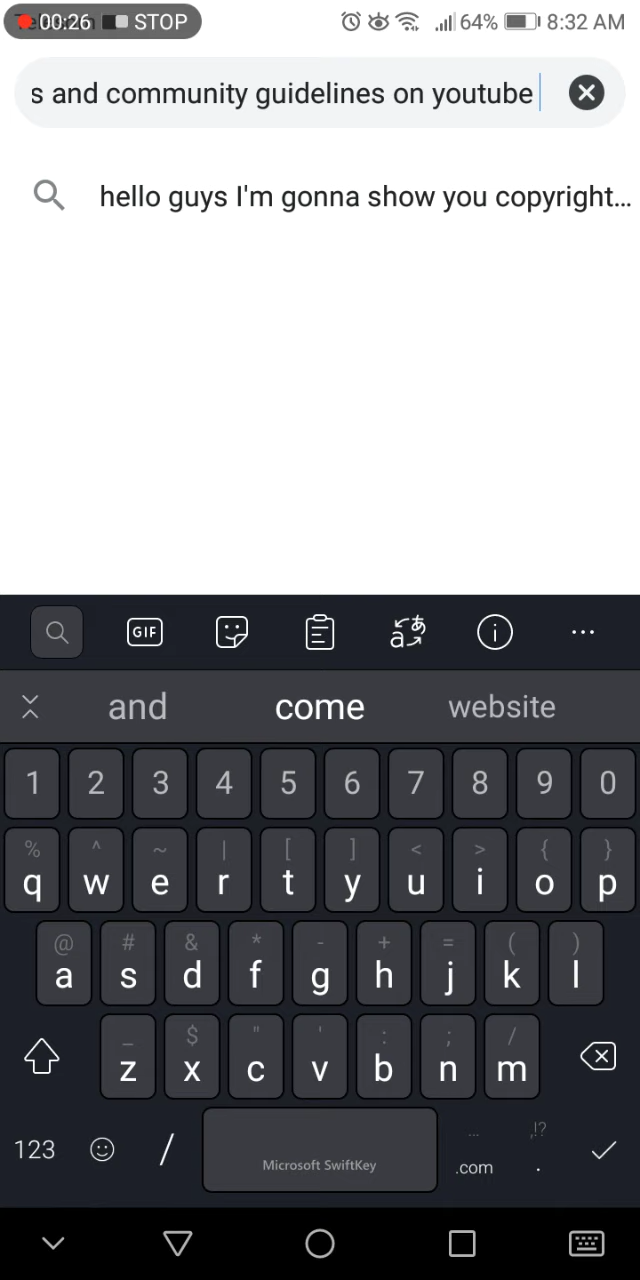 00:26 STOP 64% 8:32 AM
s and community guidelines on youtube
hello guys I'm gonna show you copyright...
GIF
and come website
1 2 3 4 5 6 7 8 9 0
% ^ ~ | [ ] < > { }
q w e r t y u i o p
@ # & * - + = ( )
a s d f g h j k l
_ $ " ' : ; /
z x c v b n m
... ,!?
123 / Microsoft SwiftKey .com .